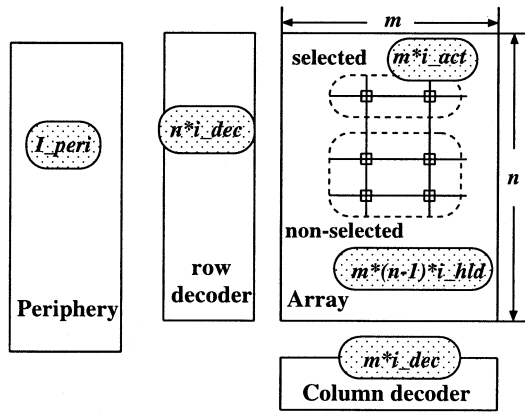 m
selected
m*i_act
I_peri
n*i_dec
n
non-selected
m*(n-1)*i_hld
row
decoder
Periphery
Array
m*i_dec
Column decoder